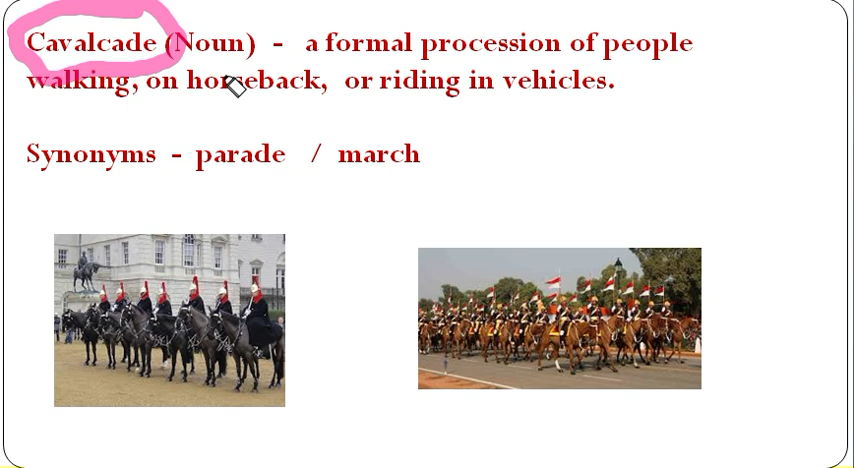 Cavalcade (Noun) - a formal procession of people
walking, on horseback, or riding in vehicles.
Synonyms - parade / march